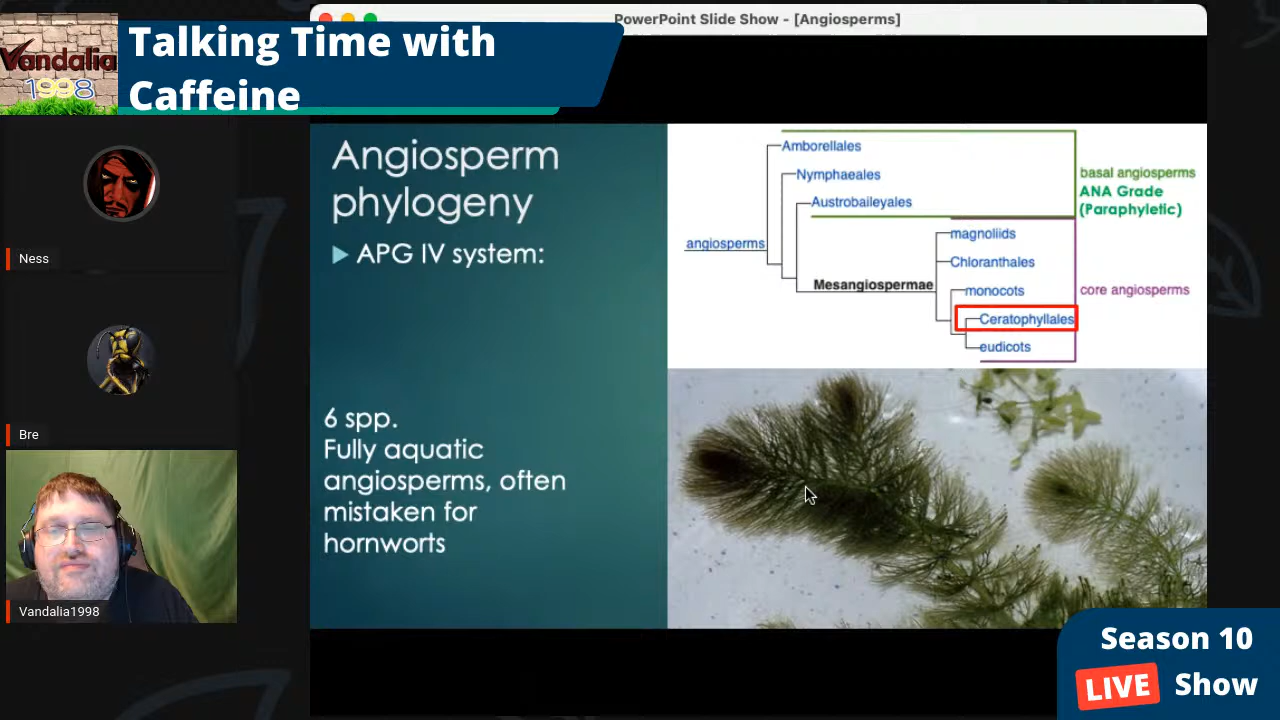 PowerPoint Slide Show - [Angiosperms]
Vandalia
1998
Talking Time with
Caffeine
Ness
Bre
Vandalia1998
Angiosperm
phylogeny
APG IV system:
6 spp.
Fully aquatic
angiosperms, often
mistaken for
hornworts
Amborellales
Nymphaeales
Austrobaileyales
angiosperms
magnoliids
Chloranthales
Mesangiospermae
monocots
Ceratophyllales
eudicots
basal angiosperms
ANA Grade
(Paraphyletic)
core angiosperms
Season 10
LIVE Show